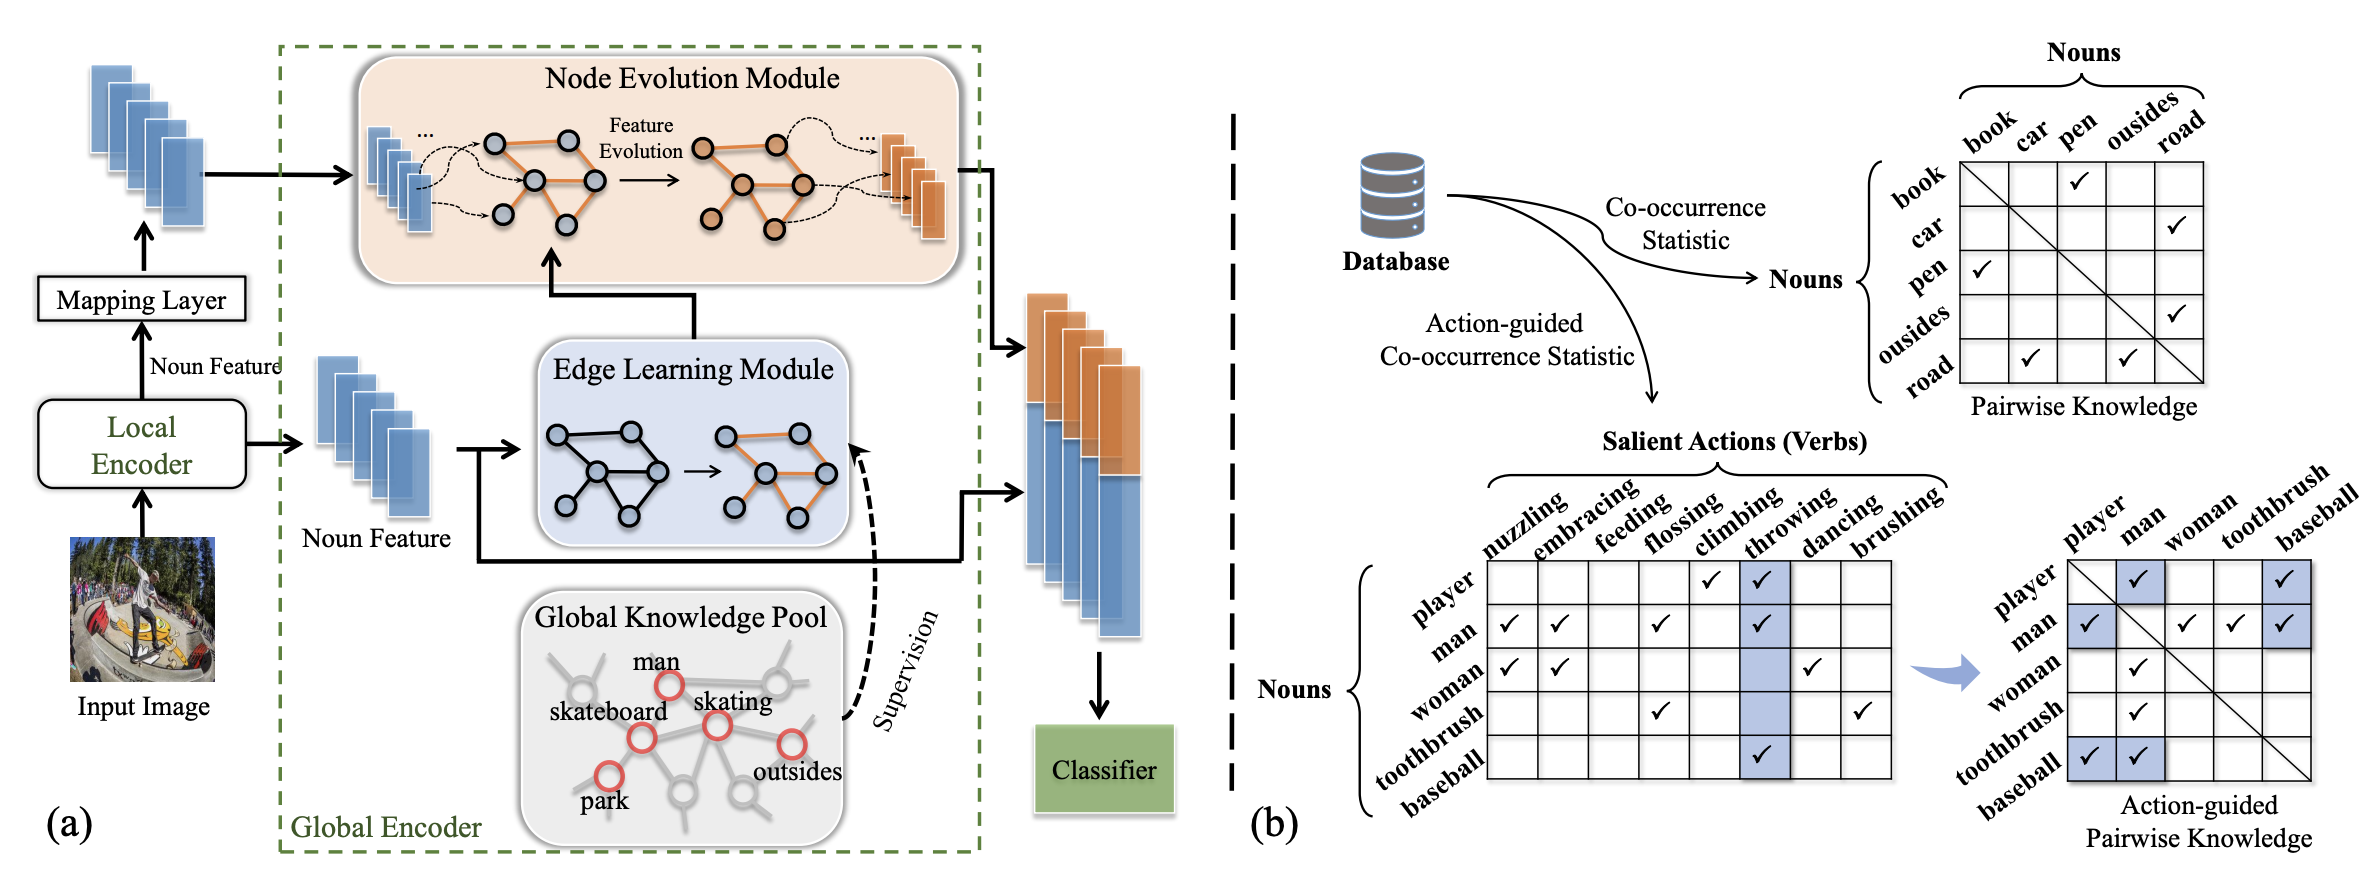 Node Evolution Module
...
Feature
Evolution
...
Mapping Layer
Noun Feature
Local
Encoder
Edge Learning Module
Noun Feature
Input Image
Global Knowledge Pool
man
skating
skateboard
outsides
park
Supervision
Global Encoder
Classifier
(a)
Nouns
book
car
pen
ousides
road
Database
Co-occurrence
Statistic
Nouns
book
car
pen
ousides
road
Pairwise Knowledge
Action-guided
Co-occurrence Statistic
Salient Actions (Verbs)
nuzzling
embracing
feeding
flossing
climbing
throwing
dancing
brushing
Nouns
player
man
woman
toothbrush
baseball
player
man
woman
toothbrush
baseball
player
man
woman
toothbrush
baseball
Action-guided
Pairwise Knowledge
(b)